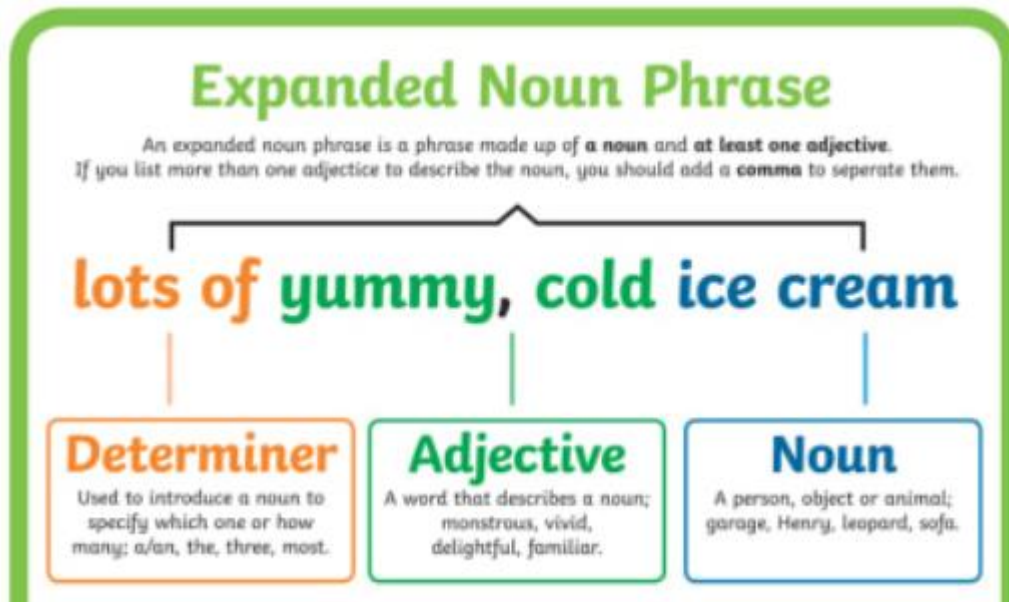 Expanded Noun Phrase
An expanded noun phrase is a phrase made up of a noun and at least one adjective.
If you list more than one adjectice to describe the noun, you should add a comma to seperate them.
lots of yummy, cold ice cream
Determiner
Used to introduce a noun to
specify which one or how
many; a/an, the, three, most.
Adjective
A word that describes a noun;
monstrous, vivid,
delightful, familiar.
Noun
A person, object or animal;
garage, Henry, leopard, sofa.